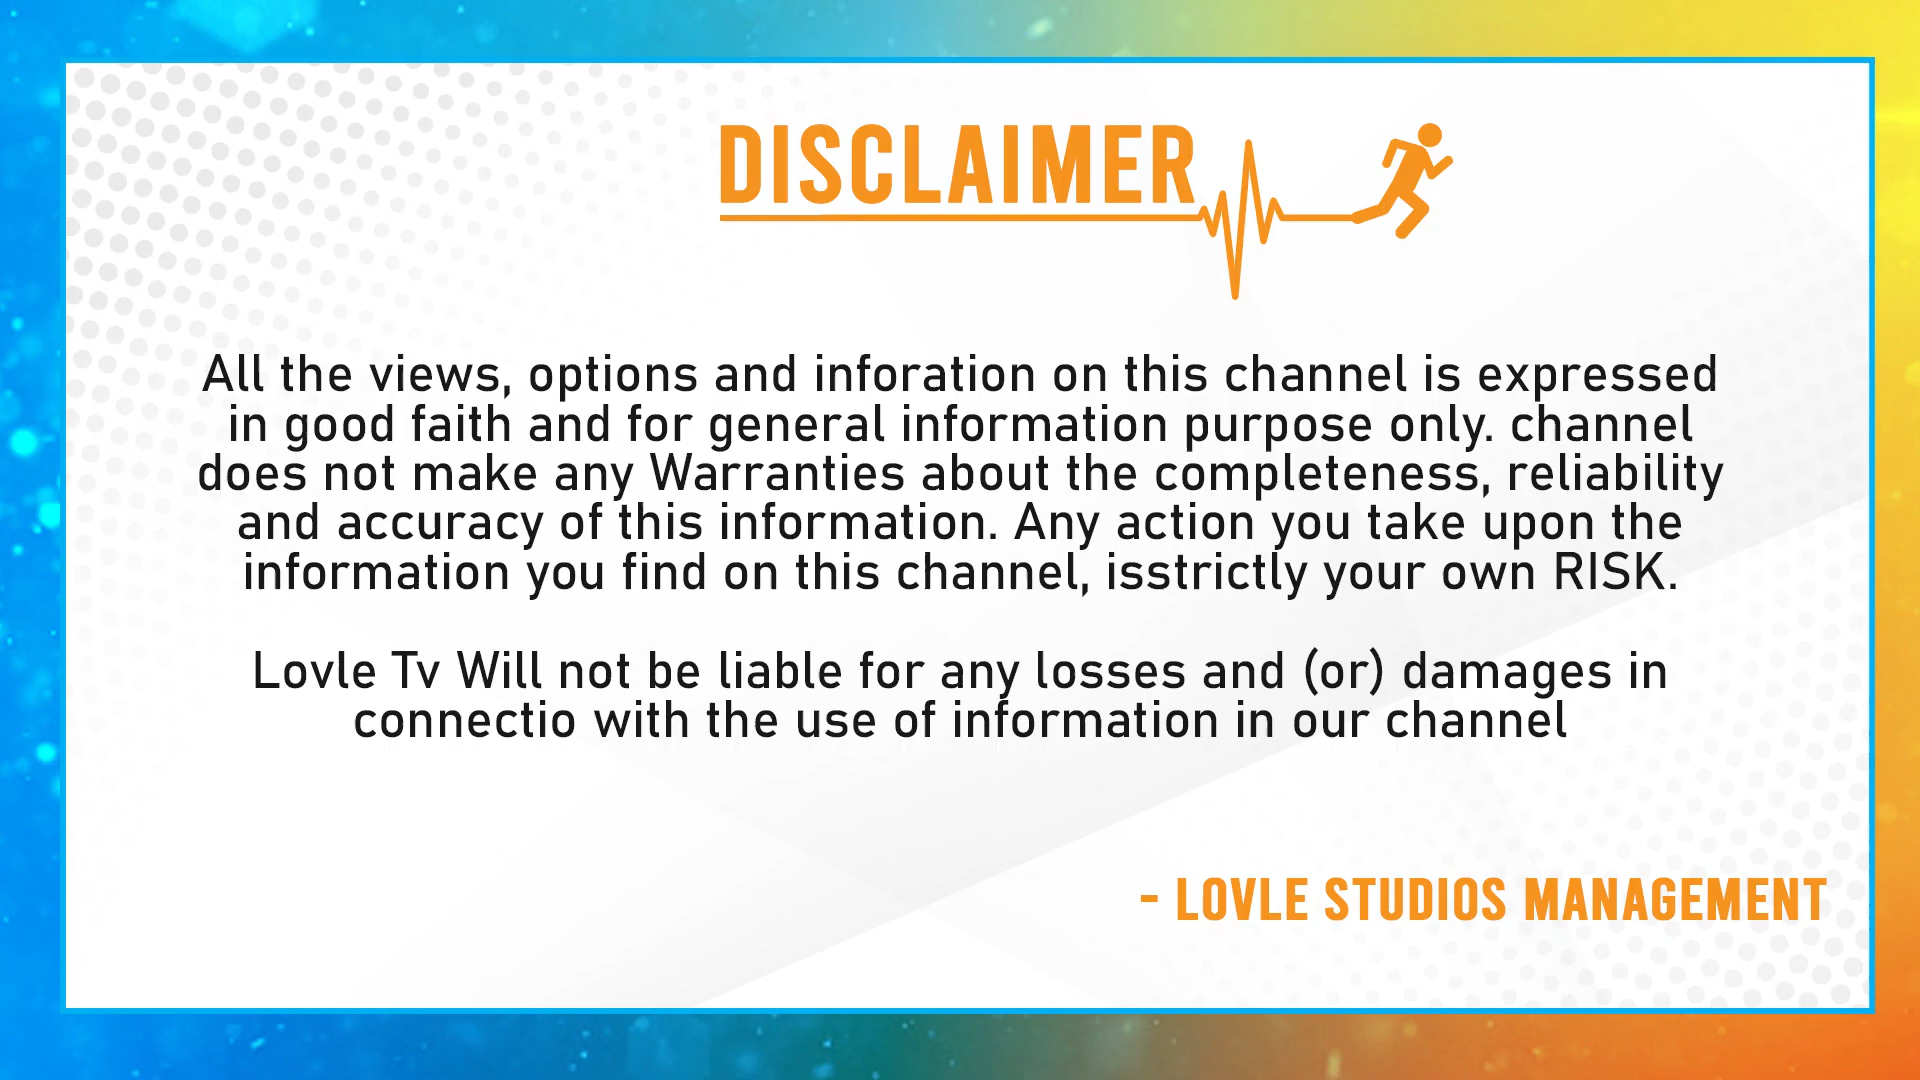 DISCLAIMER
All the views, options and inforation on this channel is expressed
in good faith and for general information purpose only. channel
does not make any Warranties about the completeness, reliability
and accuracy of this information. Any action you take upon the
information you find on this channel, isstrictly your own RISK.
Lovle Tv Will not be liable for any losses and (or) damages in
connectio with the use of information in our channel
- LOVLE STUDIOS MANAGEMENT